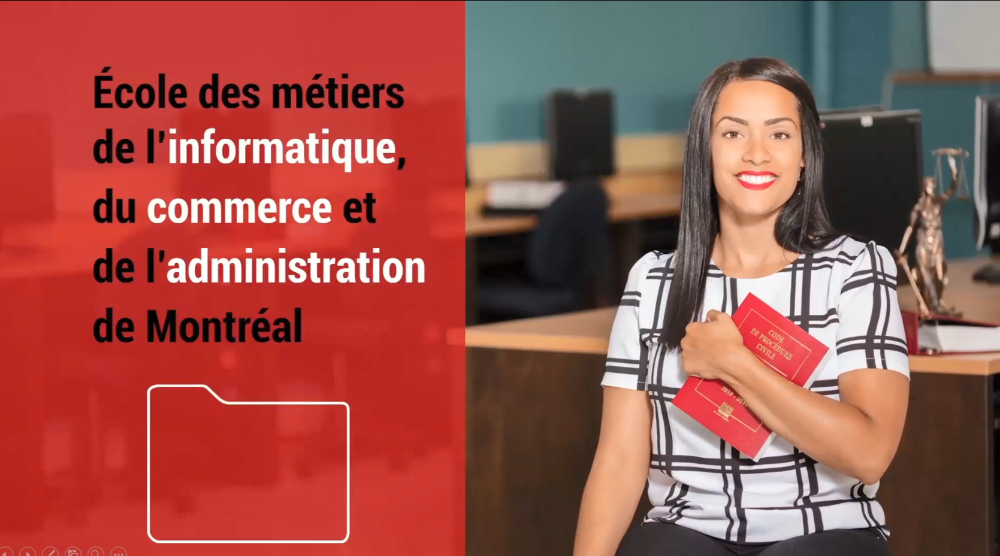 École des métiers
de l'informatique,
du commerce et
de l'administration
de Montréal
CODE
DE PROCÉDURE
CIVILE